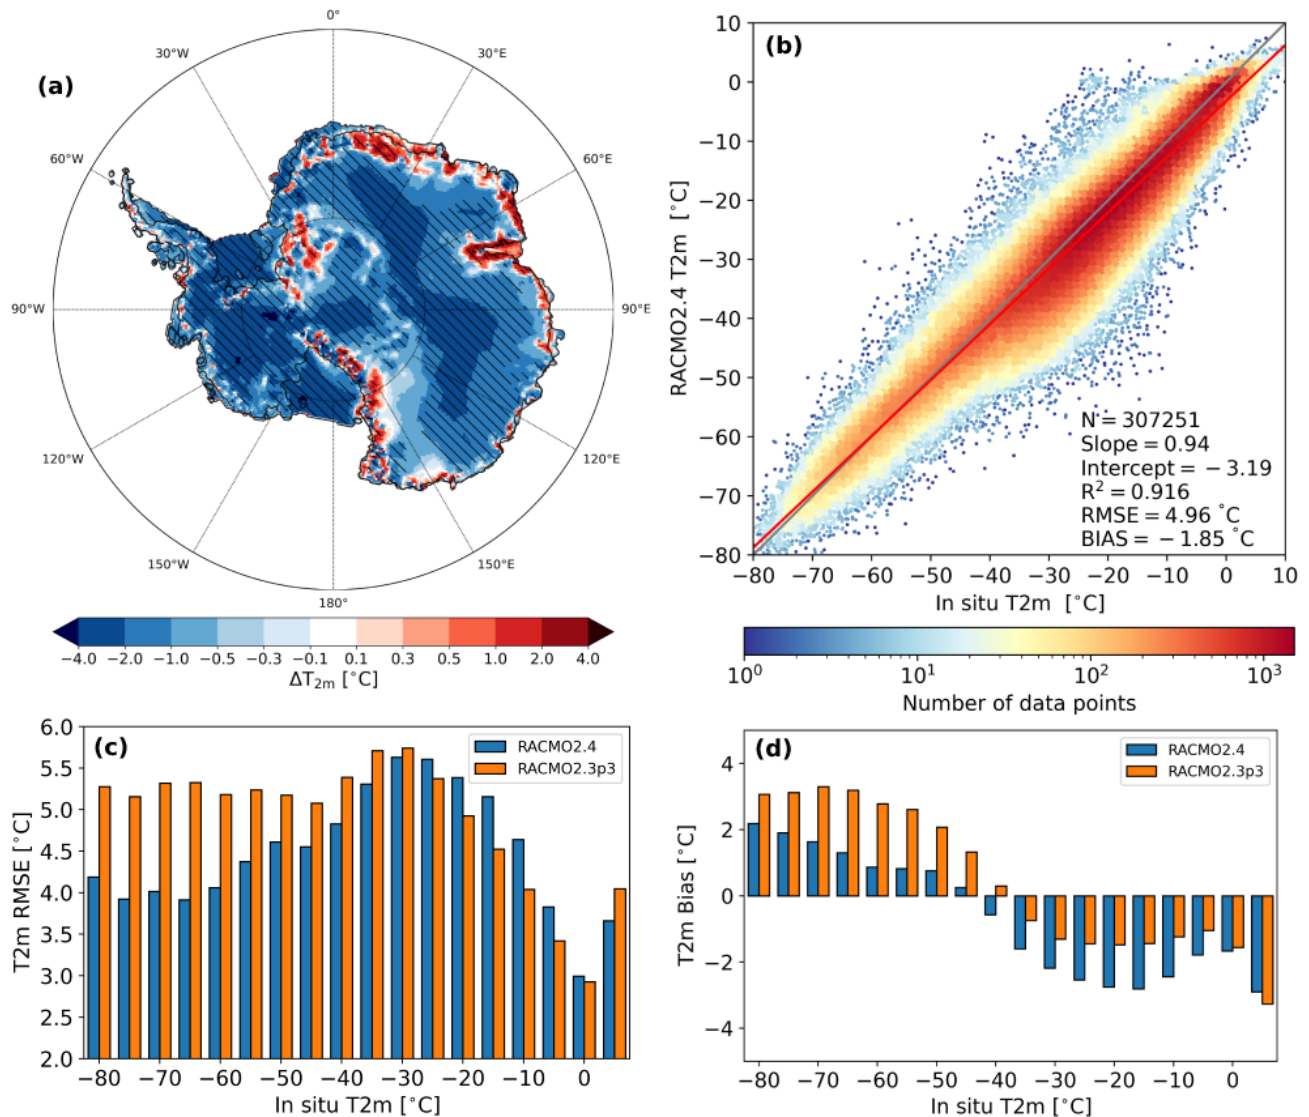 (a)
0°
30°W
30°E
60°W
60°E
90°W
90°E
120°W
120°E
150°W
150°E
180°
−4.0 −2.0 −1.0 −0.5 −0.3 −0.1 0.1 0.3 0.5 1.0 2.0 4.0
ΔT2m [°C]
(b)
10
0
−10
−20
−30
−40
−50
−60
−70
−80
RACMO2.4 T2m [°C]
N = 307251
Slope = 0.94
Intercept = −3.19
R² = 0.916
RMSE = 4.96 °C
BIAS = −1.85 °C
−80 −70 −60 −50 −40 −30 −20 −10 0 10
In situ T2m [°C]
10⁰ 10¹ 10² 10³
Number of data points
(c)
RACMO2.4
RACMO2.3p3
6.0
5.5
5.0
4.5
4.0
3.5
3.0
2.5
2.0
T2m RMSE [°C]
−80 −70 −60 −50 −40 −30 −20 −10 0
In situ T2m [°C]
(d)
RACMO2.4
RACMO2.3p3
4
2
0
−2
−4
T2m Bias [°C]
−80 −70 −60 −50 −40 −30 −20 −10 0
In situ T2m [°C]